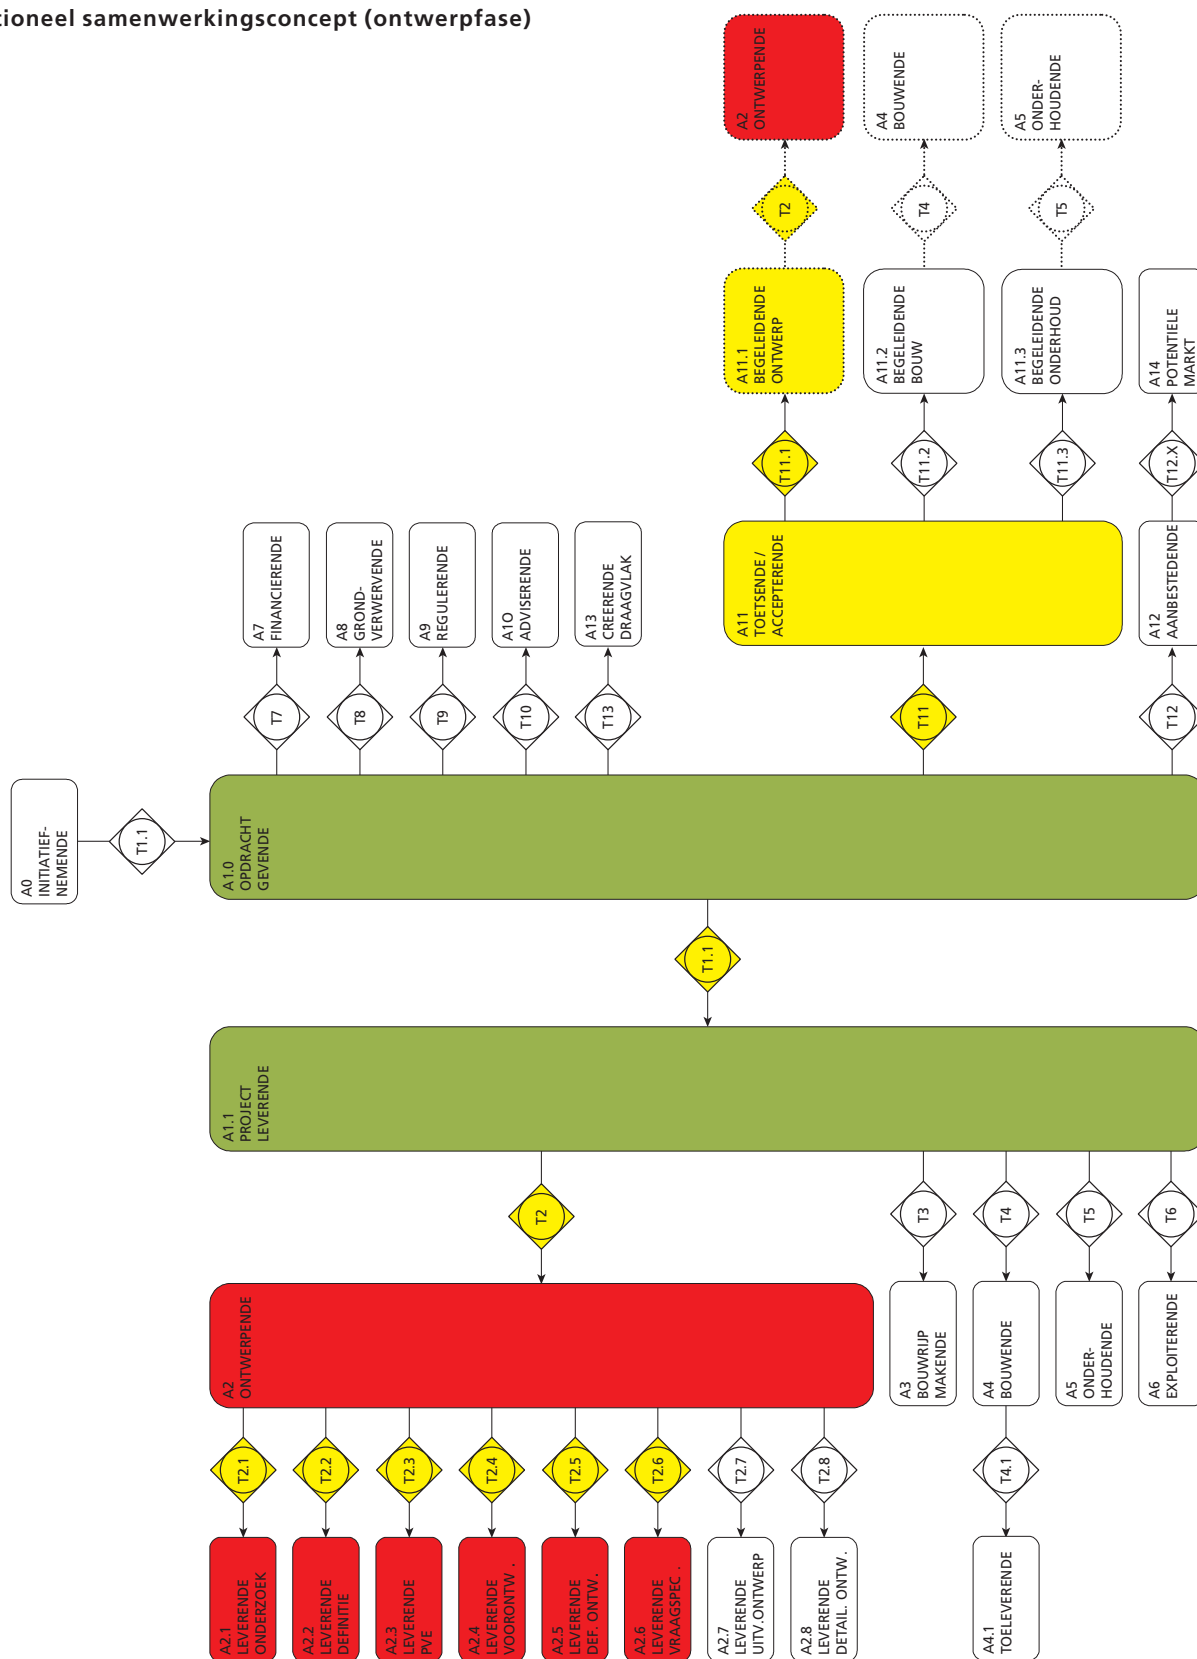 tioneel samenwerkingsconcept (ontwerpfase)
A2
ONTWERPENDE
A4
BOUWENDE
A5
ONDER-
HOUDENDE
T2
T4
T5
A11.1
BEGELEIDENDE
ONTWERP
A11.2
BEGELEIDENDE
BOUW
A11.3
BEGELEIDENDE
ONDERHOUD
A14
POTENTIELE
MARKT
T11.1
T11.2
T11.3
T12.X
A7
FINANCIERENDE
A8
GROND-
VERWERVENDE
A9
REGULERENDE
A1O
ADVISERENDE
A13
CREERENDE
DRAAGVLAK
A11
TOETSENDE /
ACCEPTERENDE
A12
AANBESTEDENDE
T7
T8
T9
T10
T13
T11
T12
A0
INITIATIEF-
NEMENDE
T1.1
A1.0
OPDRACHT
GEVENDE
T1.1
A1.1
PROJECT
LEVERENDE
T2
T3
T4
T5
T6
A2
ONTWERPENDE
A3
BOUWRIJP
MAKENDE
A4
BOUWENDE
A5
ONDER-
HOUDENDE
A6
EXPLOITERENDE
T2.1
T2.2
T2.3
T2.4
T2.5
T2.6
T2.7
T2.8
T4.1
A2.1
LEVERENDE
ONDERZOEK
A2.2
LEVERENDE
DEFINITIE
A2.3
LEVERENDE
PVE
A2.4
LEVERENDE
VOORONTW .
A2.5
LEVERENDE
DEF. ONTW.
A2.6
LEVERENDE
VRAAGSPEC .
A2.7
LEVERENDE
UITV.ONTWERP
A2.8
LEVERENDE
DETAIL. ONTW.
A4.1
TOELEVERENDE